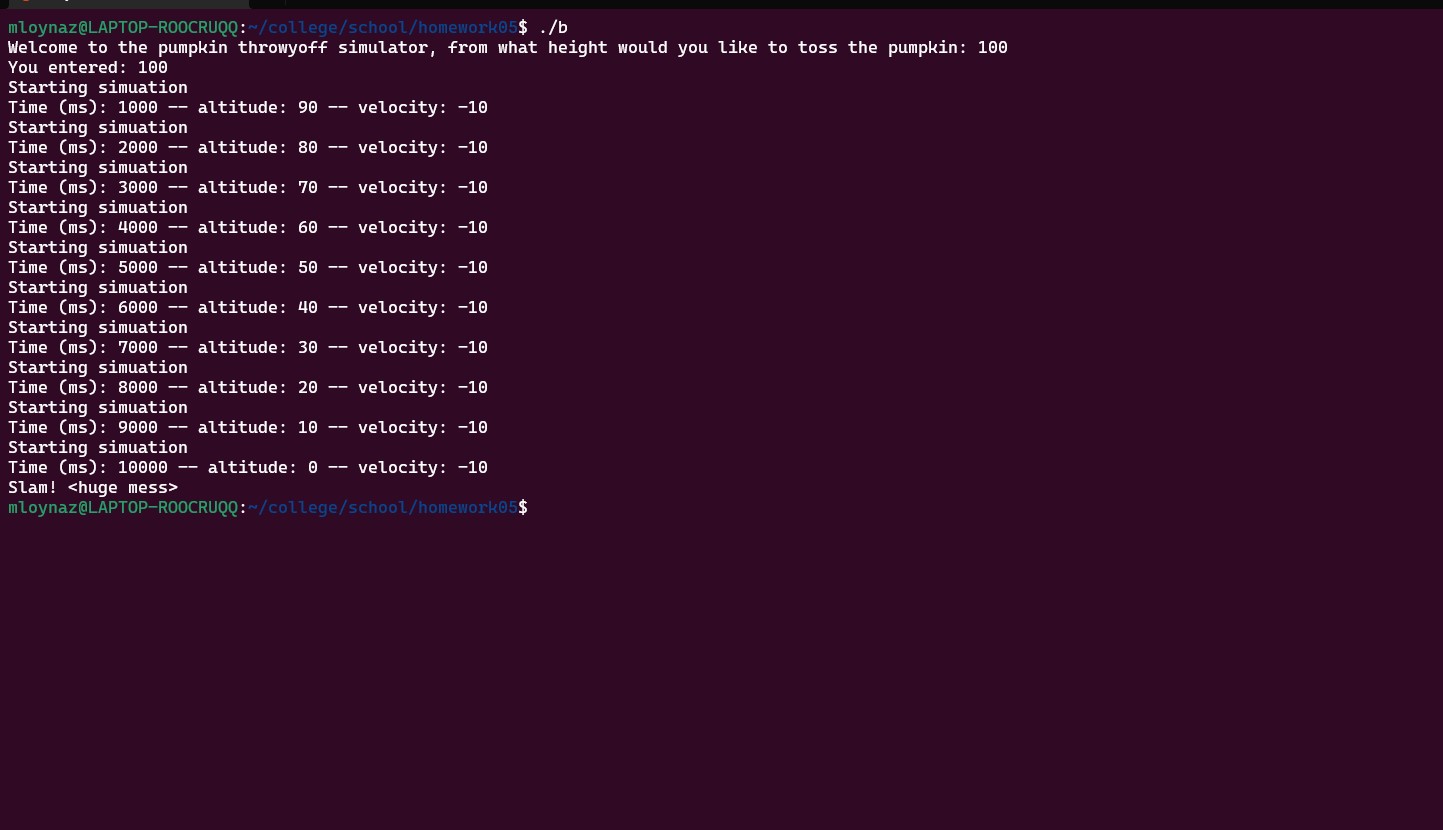 mloynaz@LAPTOP-ROOCRUQQ:~/college/school/homework05$ ./b
Welcome to the pumpkin throwyoff simulator, from what height would you like to toss the pumpkin: 100
You entered: 100
Starting simuation
Time (ms): 1000 -- altitude: 90 -- velocity: -10
Starting simuation
Time (ms): 2000 -- altitude: 80 -- velocity: -10
Starting simuation
Time (ms): 3000 -- altitude: 70 -- velocity: -10
Starting simuation
Time (ms): 4000 -- altitude: 60 -- velocity: -10
Starting simuation
Time (ms): 5000 -- altitude: 50 -- velocity: -10
Starting simuation
Time (ms): 6000 -- altitude: 40 -- velocity: -10
Starting simuation
Time (ms): 7000 -- altitude: 30 -- velocity: -10
Starting simuation
Time (ms): 8000 -- altitude: 20 -- velocity: -10
Starting simuation
Time (ms): 9000 -- altitude: 10 -- velocity: -10
Starting simuation
Time (ms): 10000 -- altitude: 0 -- velocity: -10
Slam! <huge mess>
mloynaz@LAPTOP-ROOCRUQQ:~/college/school/homework05$